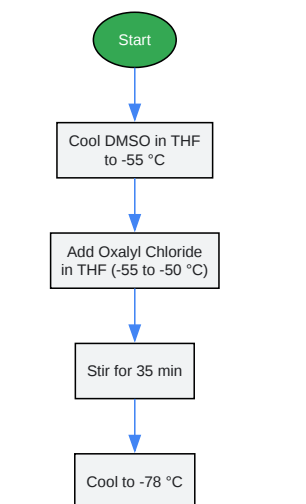 Start
Cool DMSO in THF
to -55 °C
Add Oxalyl Chloride
in THF (-55 to -50 °C)
Stir for 35 min
Cool to -78 °C